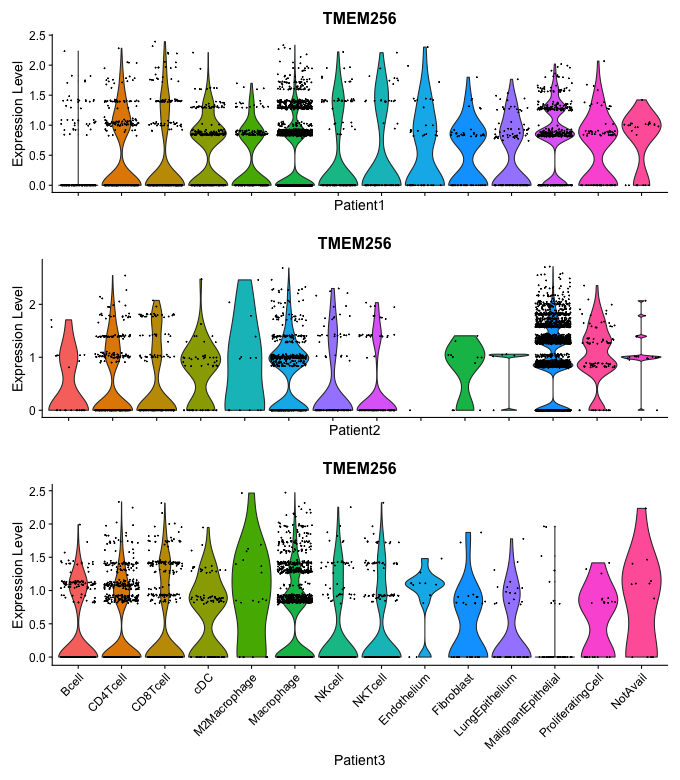 TMEM256
Expression Level
2.5
2.0
1.5
1.0
0.5
0.0
Patient1
TMEM256
Expression Level
2
1
0
Patient2
TMEM256
Expression Level
2.5
2.0
1.5
1.0
0.5
0.0
Bcell
CD4Tcell
CD8Tcell
cDC
M2Macrophage
Macrophage
NKcell
NKTcell
Endothelium
Fibroblast
LungEpithelium
MalignantEpithelial
ProliferatingCell
NotAvail
Patient3